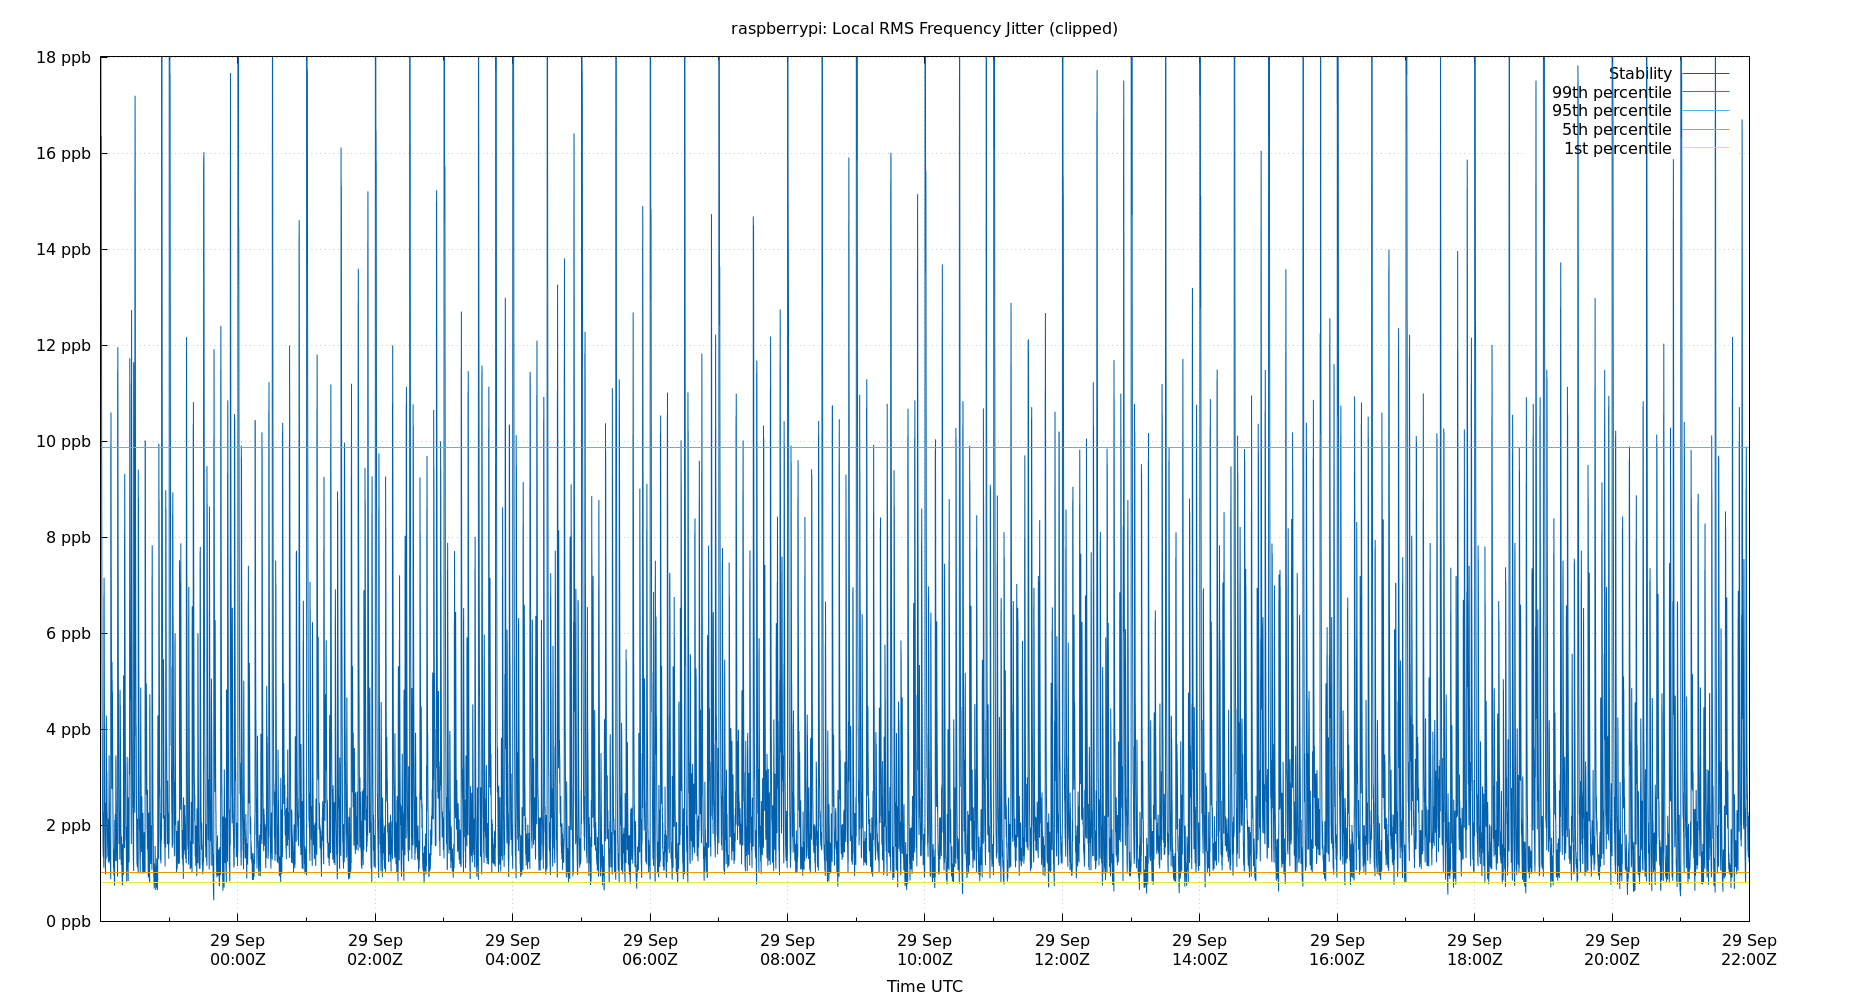 raspberrypi: Local RMS Frequency Jitter (clipped)
18 ppb
16 ppb
14 ppb
12 ppb
10 ppb
8 ppb
6 ppb
4 ppb
2 ppb
0 ppb
Stability
99th percentile
95th percentile
5th percentile
1st percentile
29 Sep 29 Sep 29 Sep 29 Sep 29 Sep 29 Sep 29 Sep 29 Sep 29 Sep 29 Sep 29 Sep 29 Sep
00:00Z 02:00Z 04:00Z 06:00Z 08:00Z 10:00Z 12:00Z 14:00Z 16:00Z 18:00Z 20:00Z 22:00Z
Time UTC